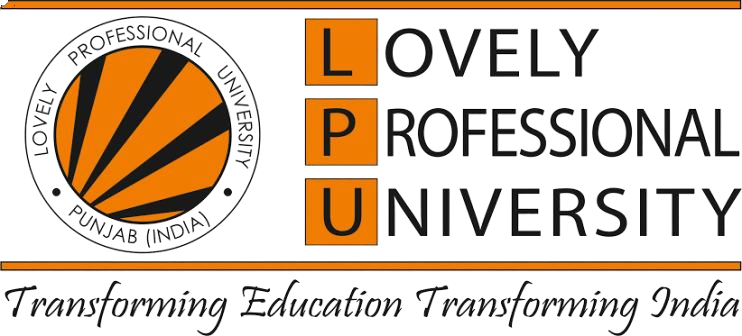 LOVELY PROFESSIONAL UNIVERSITY
PUNJAB (INDIA)
LOVELY
PROFESSIONAL
UNIVERSITY
Transforming Education Transforming India